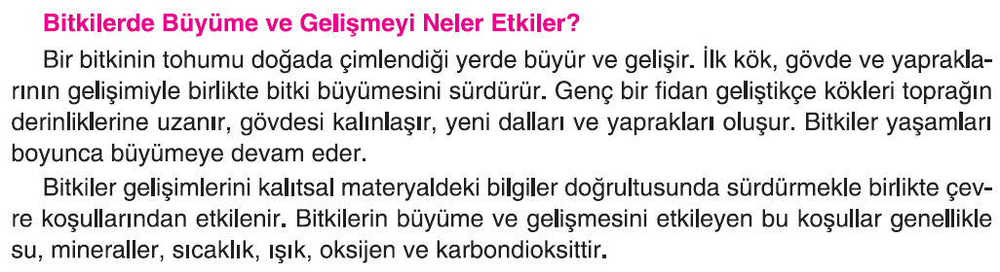 Bitkilerde Büyüme ve Gelişmeyi Neler Etkiler?
Bir bitkinin tohumu doğada çimlendiği yerde büyür ve gelişir. İlk kök, gövde ve yaprakla-
rının gelişimiyle birlikte bitki büyümesini sürdürür. Genç bir fidan geliştikçe kökleri toprağın
derinliklerine uzanır, gövdesi kalınlaşır, yeni dalları ve yaprakları oluşur. Bitkiler yaşamları
boyunca büyümeye devam eder.
Bitkiler gelişimlerini kalıtsal materyaldeki bilgiler doğrultusunda sürdürmekle birlikte çev-
re koşullarından etkilenir. Bitkilerin büyüme ve gelişmesini etkileyen bu koşullar genellikle
su, mineraller, sıcaklık, ışık, oksijen ve karbondioksittir.